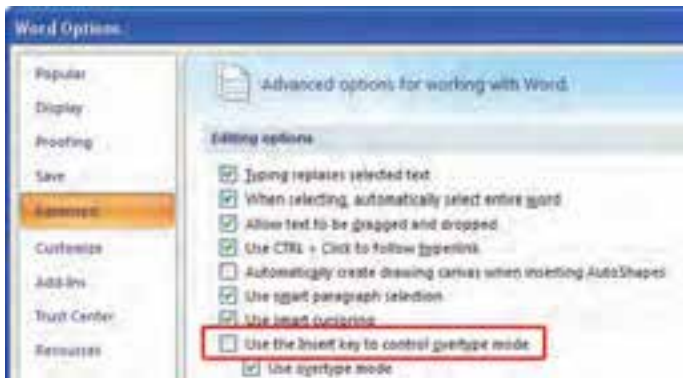 Word Options
Popular
Display
Proofing
Save
Advanced
Customize
Add-Ins
Trust Center
Resources
Advanced options for working with Word.
Editing options
Typing replaces selected text
When selecting, automatically select entire word
Allow text to be dragged and dropped
Use CTRL + Click to follow hyperlink
Automatically create drawing canvas when inserting AutoShapes
Use smart paragraph selection
Use smart cursoring
Use the Insert key to control overtype mode
Use overtype mode